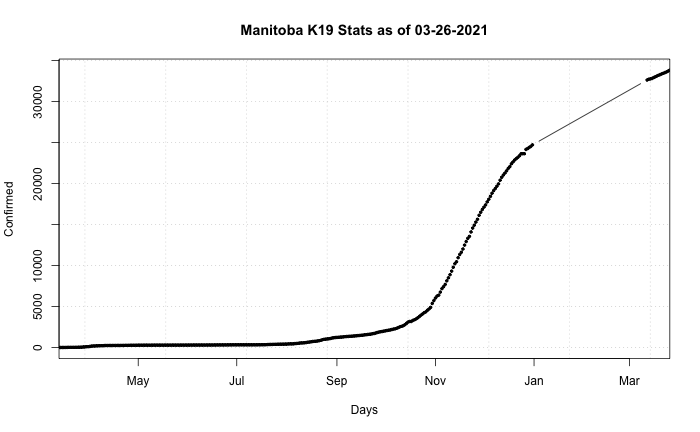 Manitoba K19 Stats as of 03-26-2021
Confirmed
30000
20000
10000
5000
0
May Jul Sep Nov Jan Mar
Days